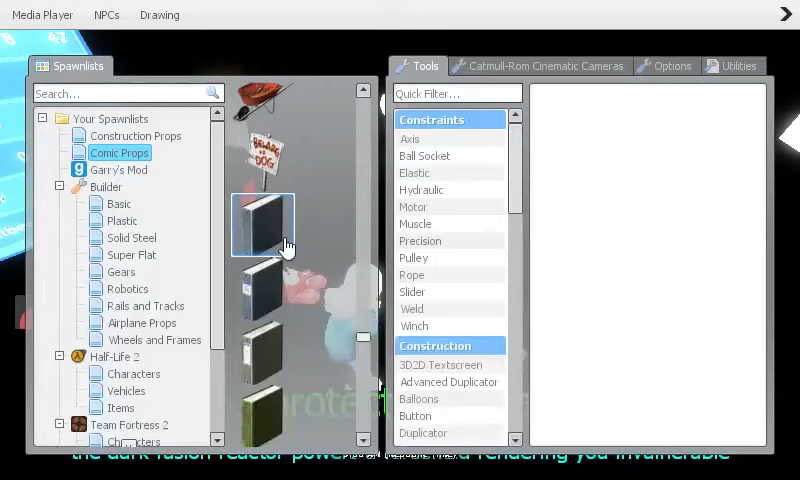 Media Player NPCs Drawing
Spawnlists
Search...
Your Spawnlists
Construction Props
Comic Props
Garry's Mod
Builder
Basic
Plastic
Solid Steel
Super Flat
Gears
Robotics
Rails and Tracks
Airplane Props
Wheels and Frames
Half-Life 2
Characters
Vehicles
Items
Team Fortress 2
Characters
BEWARE OF DOG
Tools Catmull-Rom Cinematic Cameras Options Utilities
Quick Filter...
Constraints
Axis
Ball Socket
Elastic
Hydraulic
Motor
Muscle
Precision
Pulley
Rope
Slider
Weld
Winch
Construction
3D2D Textscreen
Advanced Duplicator
Balloons
Button
Duplicator
the dark fusion reactor rendering you invulnerable